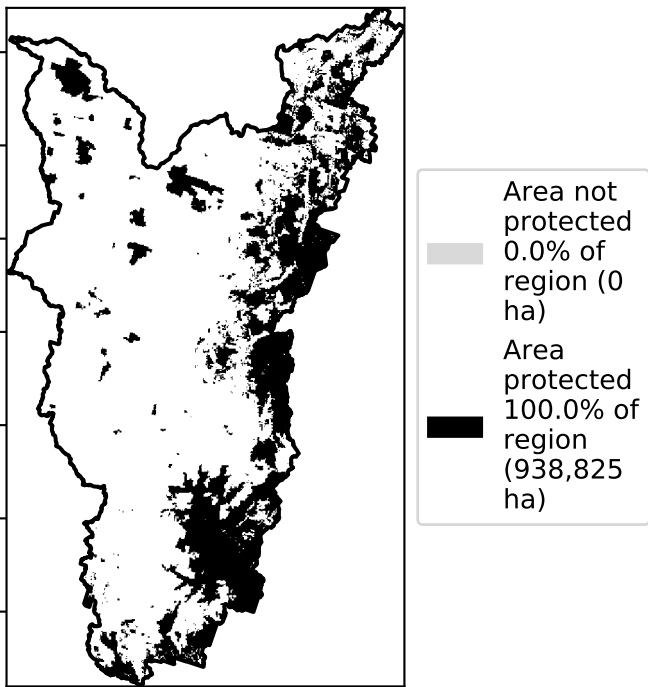 Area not
protected
0.0% of
region (0
ha)
Area
protected
100.0% of
region
(938,825
ha)